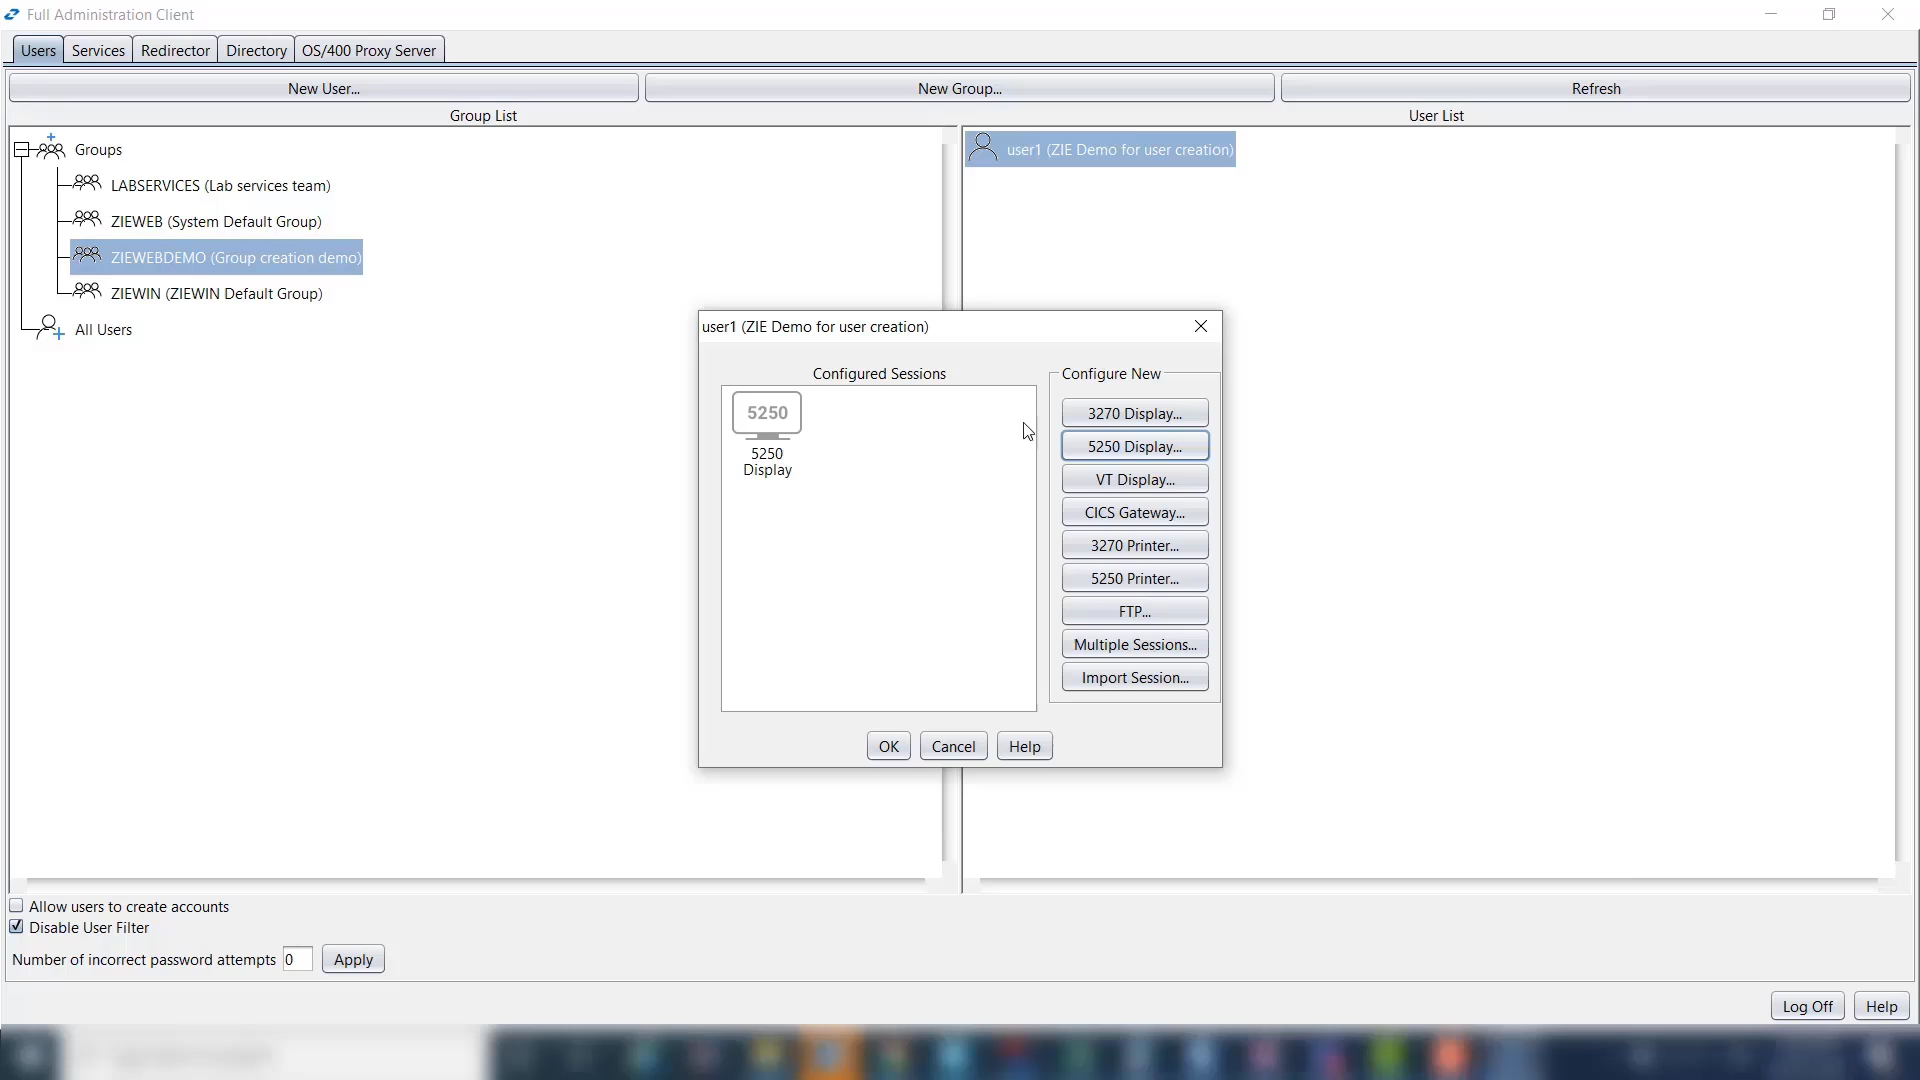 Full Administration Client
Users Services Redirector Directory OS/400 Proxy Server
New User... New Group... Refresh
Group List User List
Groups
LABSERVICES (Lab services team)
ZIEWEB (System Default Group)
ZIEWEBDEMO (Group creation demo)
ZIEWIN (ZIEWIN Default Group)
All Users
user1 (ZIE Demo for user creation)
user1 (ZIE Demo for user creation)
Configured Sessions
5250
5250
Display
Configure New
3270 Display...
5250 Display...
VT Display...
CICS Gateway...
3270 Printer...
5250 Printer...
FTP...
Multiple Sessions...
Import Session...
OK Cancel Help
Allow users to create accounts
Disable User Filter
Number of incorrect password attempts 0 Apply
Log Off Help